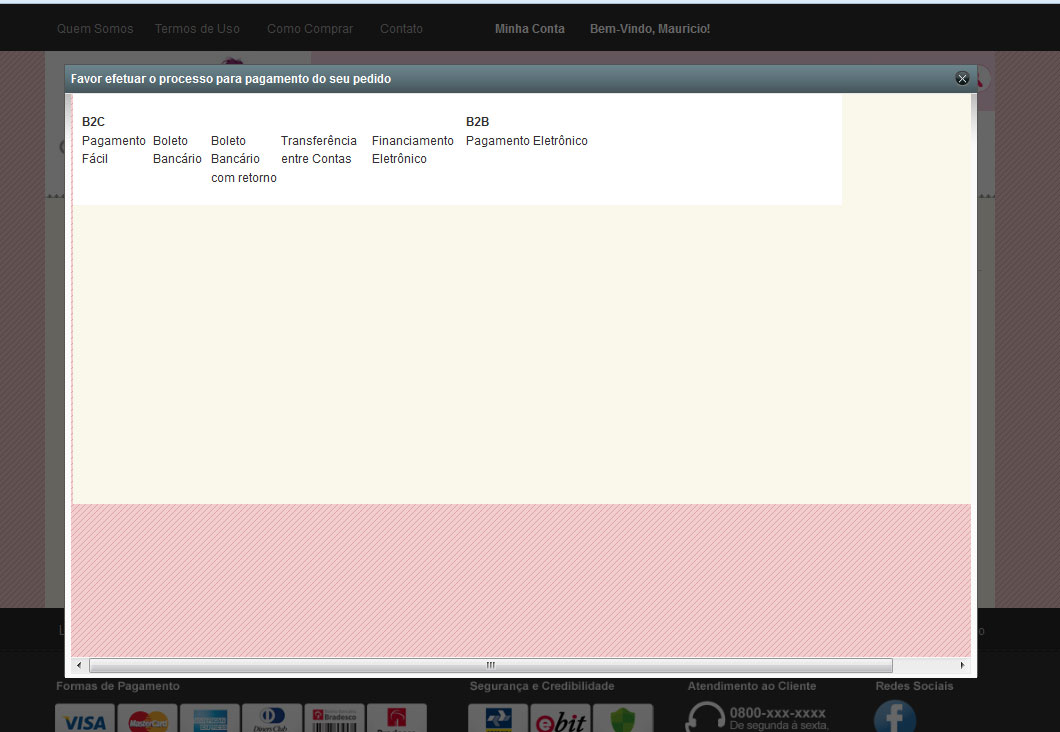 Quem Somos Termos de Uso Como Comprar Contato Minha Conta Bem-Vindo, Mauricio!
Favor efetuar o processo para pagamento do seu pedido
B2C B2B
Pagamento Boleto Boleto Transferência Financiamento Pagamento Eletrônico
Fácil Bancário Bancário entre Contas Eletrônico
com retorno
Formas de Pagamento Segurança e Credibilidade Atendimento ao Cliente Redes Sociais
VISA MasterCard Diners Club Bradesco ebit 0800-xxx-xxxx
De segunda à sexta,